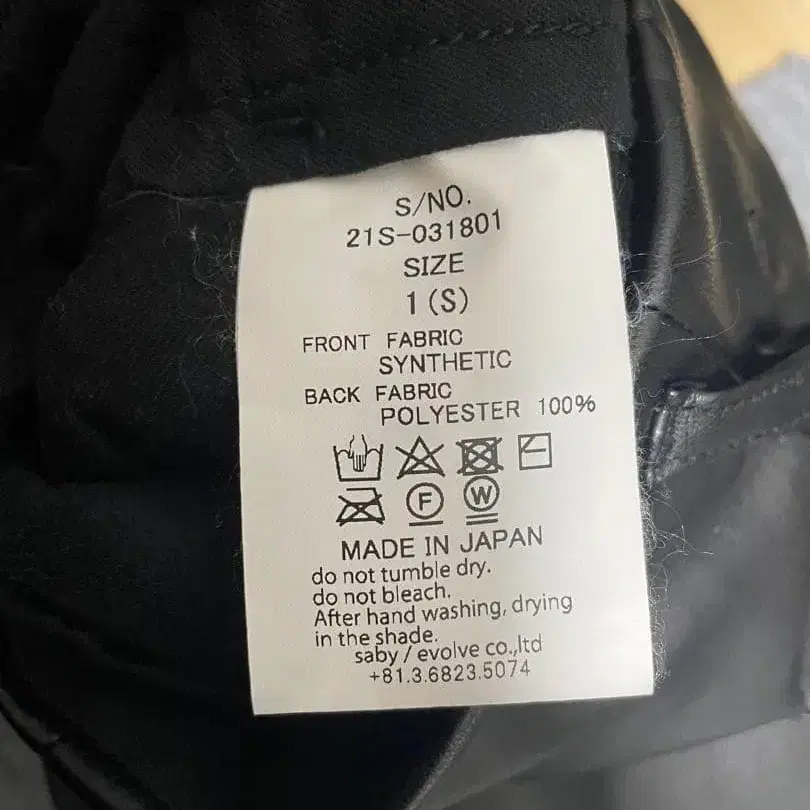 S/NO.
21S-031801
SIZE
1(S)
FRONT FABRIC
SYNTHETIC
BACK FABRIC
POLYESTER 100%
F W
MADE IN JAPAN
do not tumble dry.
do not bleach.
After hand washing, drying
in the shade.
saby / evolve co.,ltd
+81.3.6823.5074